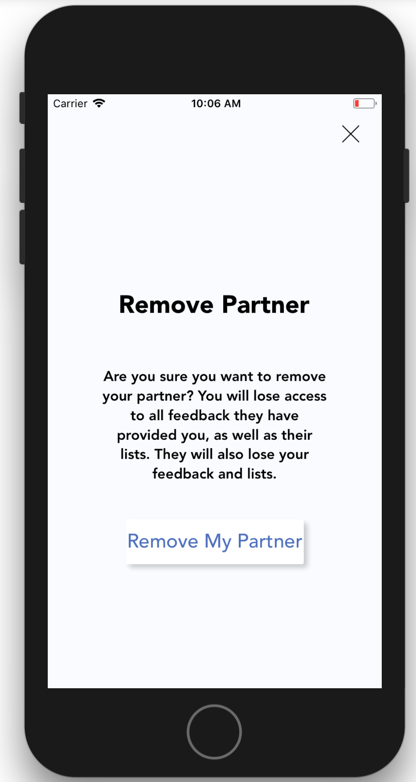 Carrier 10:06 AM
Remove Partner
Are you sure you want to remove
your partner? You will lose access
to all feedback they have
provided you, as well as their
lists. They will also lose your
feedback and lists.
Remove My Partner